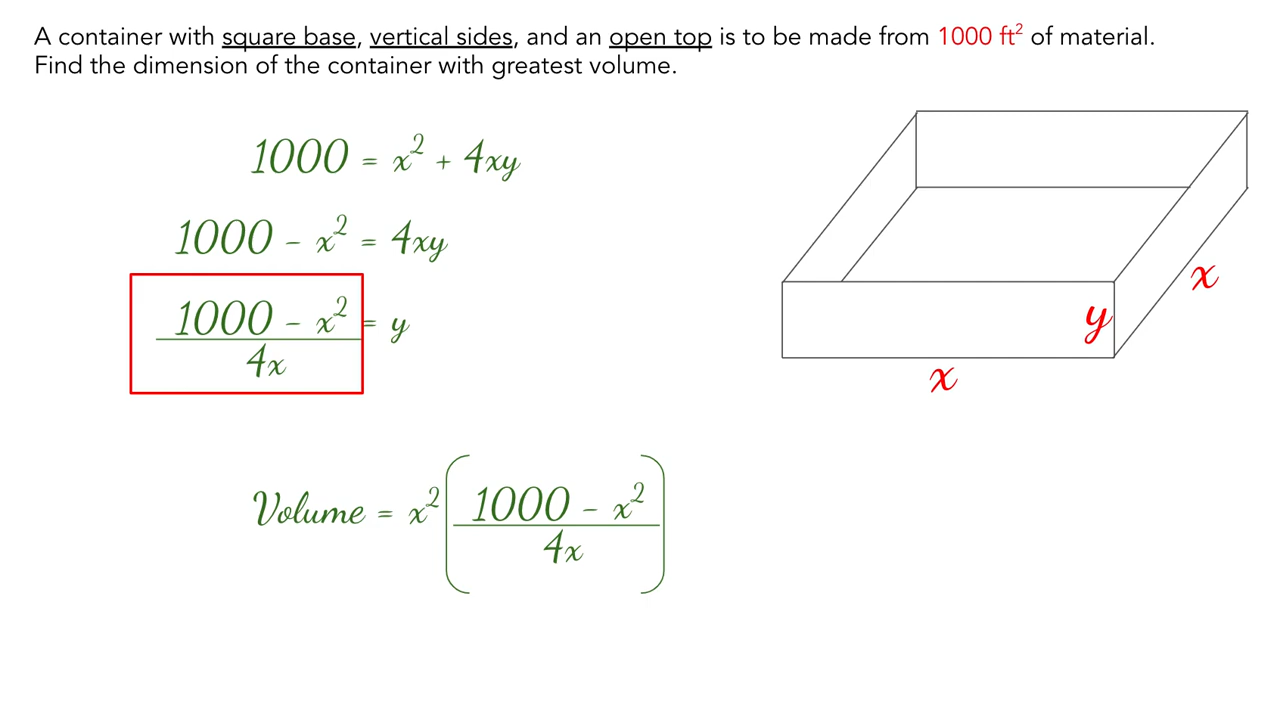 A container with square base, vertical sides, and an open top is to be made from 1000 ft² of material.
Find the dimension of the container with greatest volume.
1000 = x² + 4xy
1000 - x² = 4xy
1000 - x²
= y
4x
Volume = x² ( 1000 - x² )
4x
y
x
x